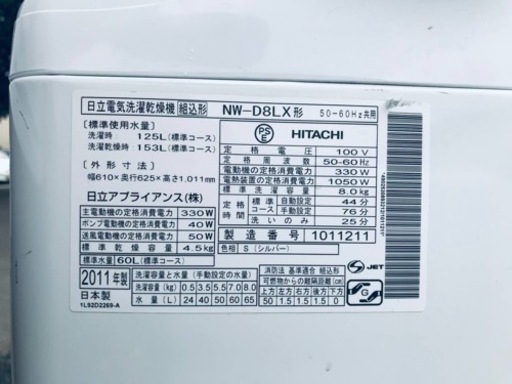 日立電気洗濯乾燥機 組込形 NW-D8LX形 50-60Hz共用
[標準使用水量]
洗濯時：125L(標準コース)
洗濯乾燥時：153L(標準コース)
[外形寸法]
幅610×奥行625×高さ1,011mm
日立アプライアンス(株)
主電動機の定格消費電力 330W
ポンプ電動機の定格消費電力 40W
送風電動機の定格消費電力 50W
標準乾燥容量 4.5kg
標準水量 60L(標準コース)
PSE HITACHI
定格電圧 100V
定格周波数 50-60Hz
電動機の定格消費電力 330W
電熱装置の定格消費電力 1050W
標準洗濯容量 8.0kg
定格時間 自動設定 44分
手動設定 76分
洗いのみ 25分
製造番号 1011211
色相 S (シルバー)
2011年製
日本製
1L92D2269-A
洗濯容量と水量(手動設定の水量)
洗濯容量(kg) 0.5 3.5 5.5 7.0 8.0
水量(L) 24 40 50 60 65
消防法 基準適合 組込形
可燃物からの離隔距離(cm)
上方 左方 右方 前方 後方 下方
50 1.5 1.5 1.5 1.5 0
S JET